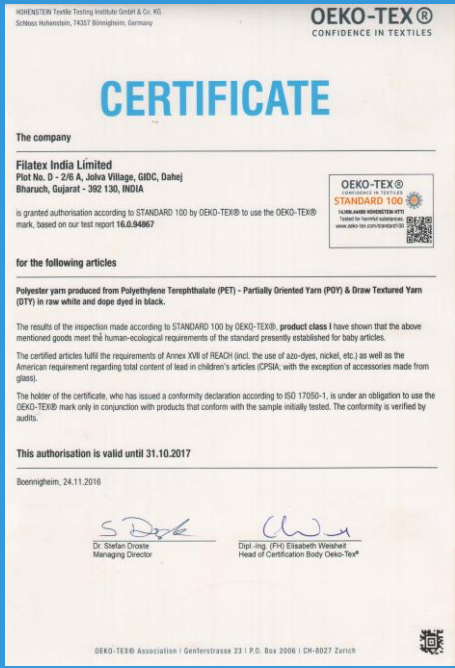 HOHENSTEIN Textile Testing Institute GmbH & Co. KG
Schloss Hohenstein, 74357 Bönnigheim, Germany
OEKO-TEX®
CONFIDENCE IN TEXTILES
CERTIFICATE
The company
Filatex India Limited
Plot No. D - 2/6 A, Jolva Village, GIDC, Dahej
Bharuch, Gujarat - 392 130, INDIA
is granted authorisation according to STANDARD 100 by OEKO-TEX® to use the OEKO-TEX®
mark, based on our test report 16.0.94867
OEKO-TEX®
CONFIDENCE IN TEXTILES
STANDARD 100
HOHENSTEIN HTTI
Tested for harmful substances.
www.oeko-tex.com/standard100
for the following articles
Polyester yarn produced from Polyethylene Terephthalate (PET) - Partially Oriented Yarn (POY) & Draw Textured Yarn
(DTY) in raw white and dope dyed in black.
The results of the inspection made according to STANDARD 100 by OEKO-TEX®, product class I have shown that the above
mentioned goods meet the human-ecological requirements of the standard presently established for baby articles.
The certified articles fulfil the requirements of Annex XVII of REACH (incl. the use of azo-dyes, nickel, etc.) as well as the
American requirement regarding total content of lead in children's articles (CPSIA; with the exception of accessories made from
glass).
The holder of the certificate, who has issued a conformity declaration according to ISO 17050-1, is under an obligation to use the
OEKO-TEX® mark only in conjunction with products that conform with the sample initially tested. The conformity is verified by
audits.
This authorisation is valid until 31.10.2017
Boennigheim, 24.11.2016
Dr. Stefan Droste
Managing Director
Dipl.-Ing. (FH) Elisabeth Weisheit
Head of Certification Body Oeko-Tex®
OEKO-TEX® Association | Genferstrasse 23 | P.O. Box 2006 | CH-8027 Zurich